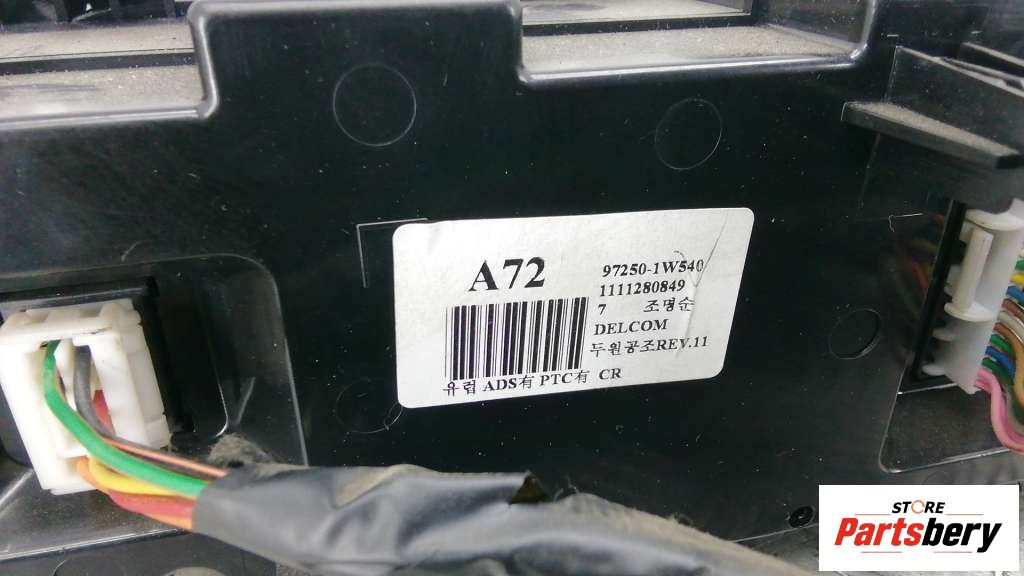 A72
97250-1W540
1111280849
7 조명순
DELCOM
두원공조REV.11
유럽 ADS有 PTC有 CR
STORE
Partsbery